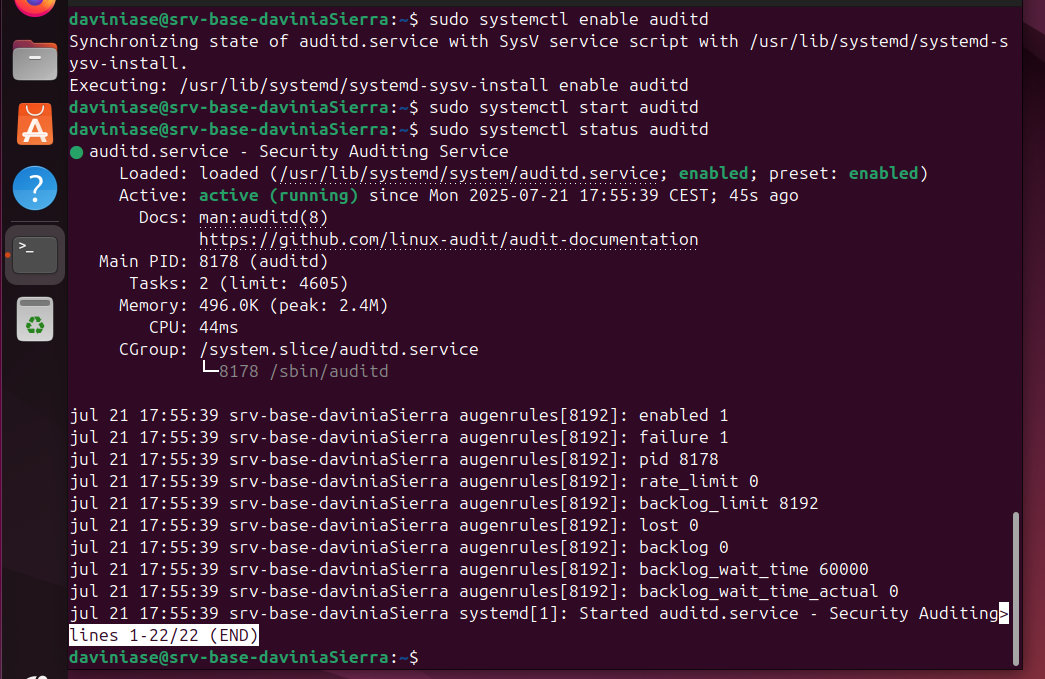 daviniase@srv-base-daviniaSierra:~$ sudo systemctl enable auditd
Synchronizing state of auditd.service with SysV service script with /usr/lib/systemd/systemd-s
ysv-install.
Executing: /usr/lib/systemd/systemd-sysv-install enable auditd
daviniase@srv-base-daviniaSierra:~$ sudo systemctl start auditd
daviniase@srv-base-daviniaSierra:~$ sudo systemctl status auditd
● auditd.service - Security Auditing Service
Loaded: loaded (/usr/lib/systemd/system/auditd.service; enabled; preset: enabled)
Active: active (running) since Mon 2025-07-21 17:55:39 CEST; 45s ago
Docs: man:auditd(8)
https://github.com/linux-audit/audit-documentation
Main PID: 8178 (auditd)
Tasks: 2 (limit: 4605)
Memory: 496.0K (peak: 2.4M)
CPU: 44ms
CGroup: /system.slice/auditd.service
└─8178 /sbin/auditd
jul 21 17:55:39 srv-base-daviniaSierra augenrules[8192]: enabled 1
jul 21 17:55:39 srv-base-daviniaSierra augenrules[8192]: failure 1
jul 21 17:55:39 srv-base-daviniaSierra augenrules[8192]: pid 8178
jul 21 17:55:39 srv-base-daviniaSierra augenrules[8192]: rate_limit 0
jul 21 17:55:39 srv-base-daviniaSierra augenrules[8192]: backlog_limit 8192
jul 21 17:55:39 srv-base-daviniaSierra augenrules[8192]: lost 0
jul 21 17:55:39 srv-base-daviniaSierra augenrules[8192]: backlog 0
jul 21 17:55:39 srv-base-daviniaSierra augenrules[8192]: backlog_wait_time 60000
jul 21 17:55:39 srv-base-daviniaSierra augenrules[8192]: backlog_wait_time_actual 0
jul 21 17:55:39 srv-base-daviniaSierra systemd[1]: Started auditd.service - Security Auditing>
lines 1-22/22 (END)
daviniase@srv-base-daviniaSierra:~$